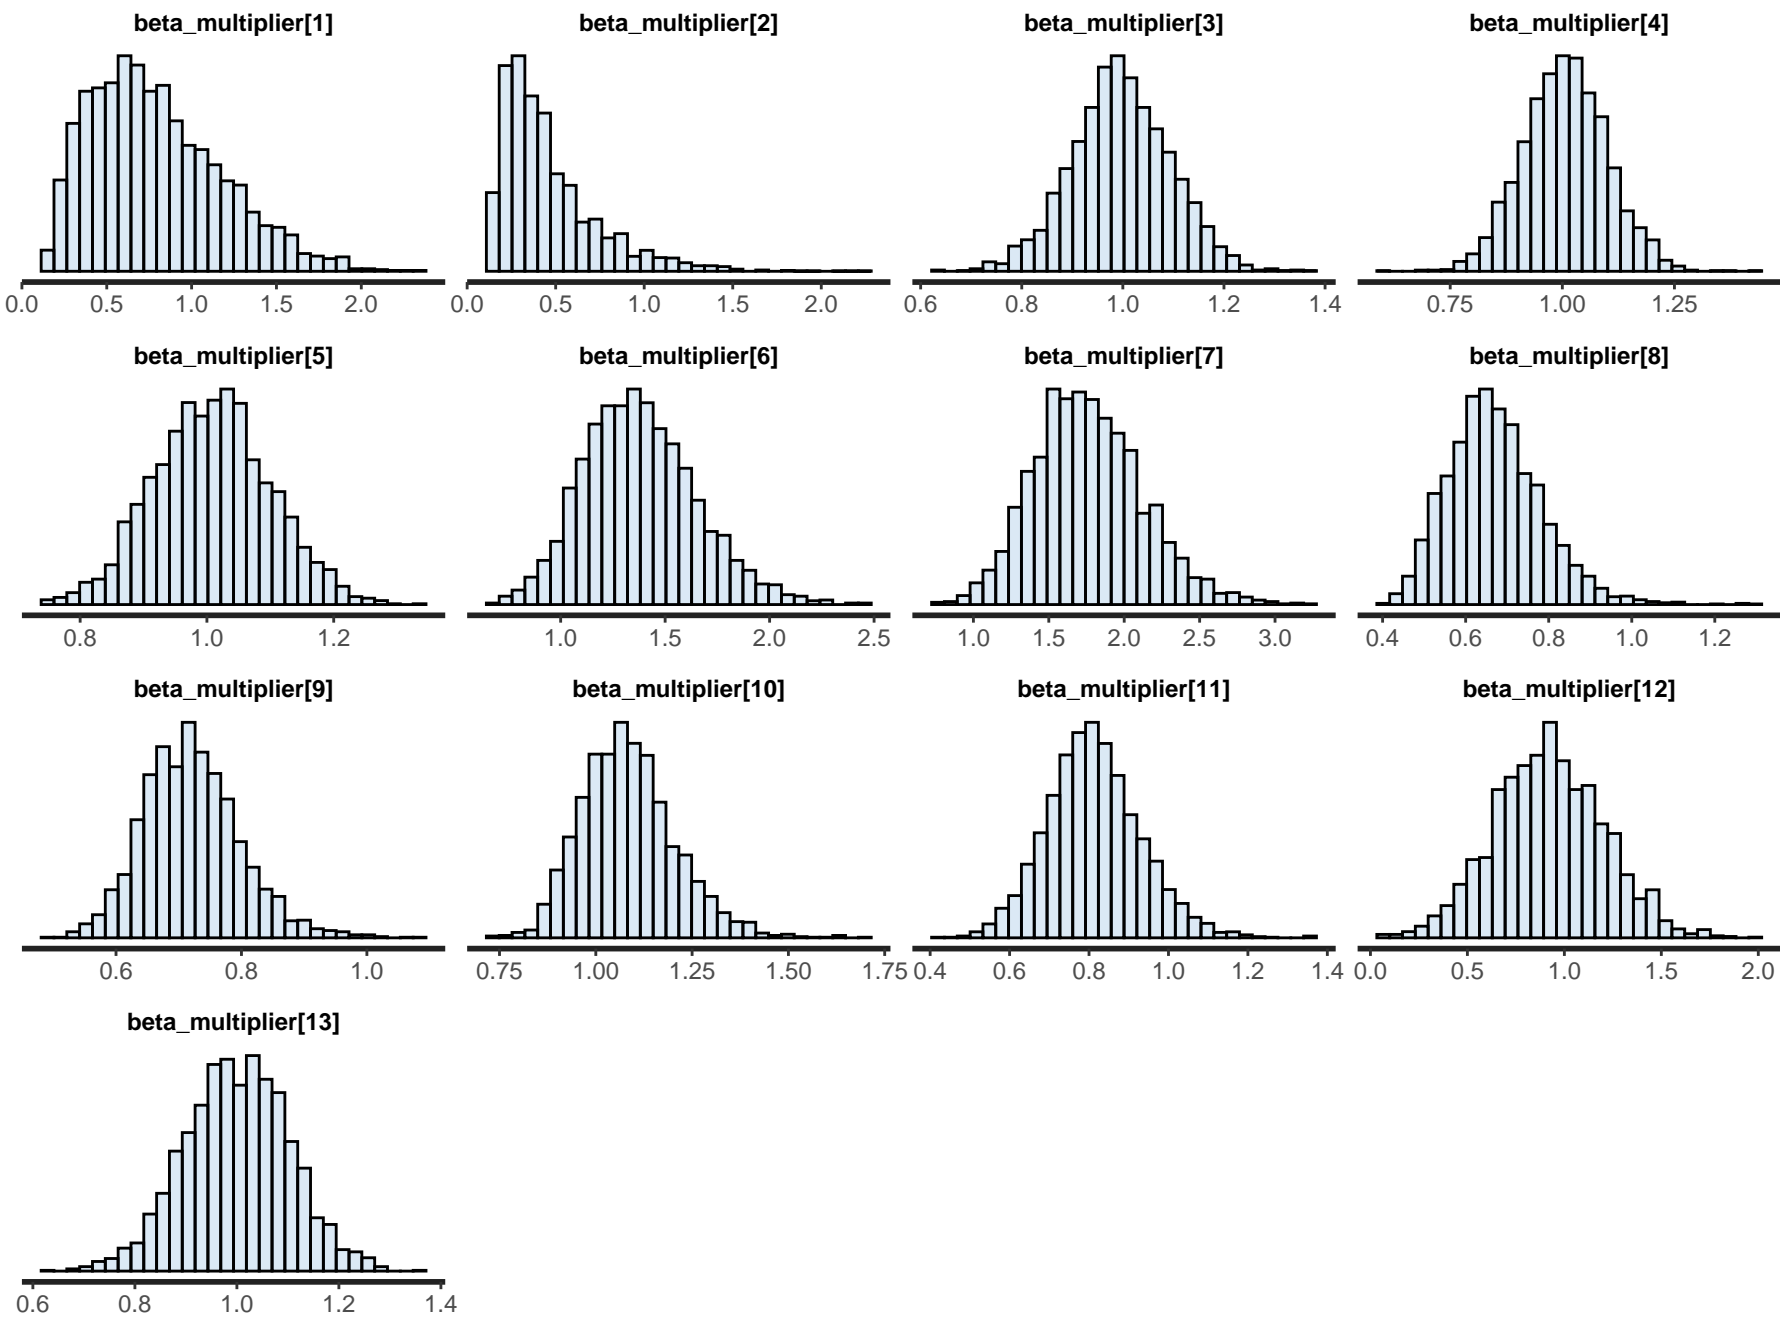 beta_multiplier[1] beta_multiplier[2] beta_multiplier[3] beta_multiplier[4]
0.0 0.5 1.0 1.5 2.0 0.0 0.5 1.0 1.5 2.0 0.6 0.8 1.0 1.2 1.4 0.75 1.00 1.25
beta_multiplier[5] beta_multiplier[6] beta_multiplier[7] beta_multiplier[8]
0.8 1.0 1.2 1.0 1.5 2.0 2.5 1.0 1.5 2.0 2.5 3.0 0.4 0.6 0.8 1.0 1.2
beta_multiplier[9] beta_multiplier[10] beta_multiplier[11] beta_multiplier[12]
0.6 0.8 1.0 0.75 1.00 1.25 1.50 1.75 0.4 0.6 0.8 1.0 1.2 1.4 0.0 0.5 1.0 1.5 2.0
beta_multiplier[13]
0.6 0.8 1.0 1.2 1.4